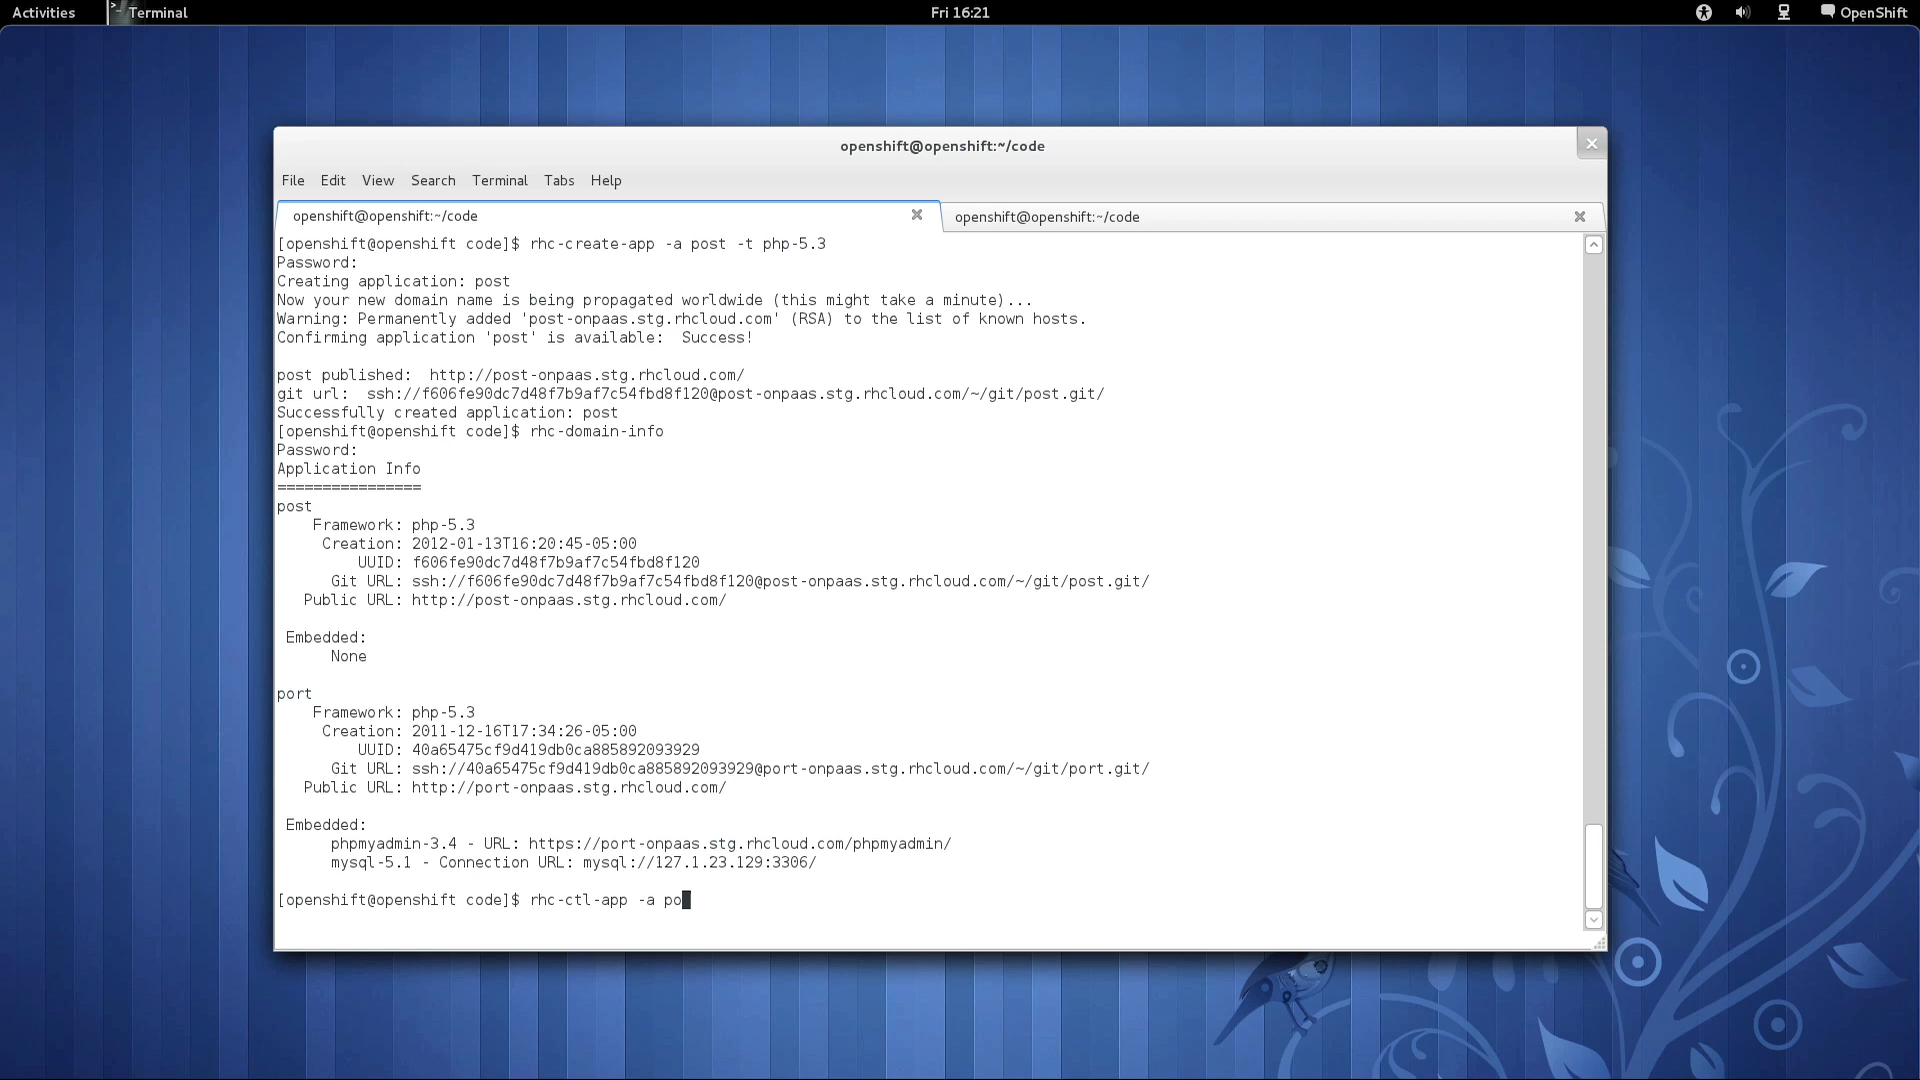 Activities
Terminal
Fri 16:21
OpenShift
openshift@openshift:~/code
File Edit View Search Terminal Tabs Help
openshift@openshift:~/code
openshift@openshift:~/code
[openshift@openshift code]$ rhc-create-app -a post -t php-5.3
Password:
Creating application: post
Now your new domain name is being propagated worldwide (this might take a minute)...
Warning: Permanently added 'post-onpaas.stg.rhcloud.com' (RSA) to the list of known hosts.
Confirming application 'post' is available:  Success!
post published:  http://post-onpaas.stg.rhcloud.com/
git url:  ssh://f606fe90dc7d48f7b9af7c54fbd8f120@post-onpaas.stg.rhcloud.com/~/git/post.git/
Successfully created application: post
[openshift@openshift code]$ rhc-domain-info
Password:
Application Info
================
post
Framework: php-5.3
Creation: 2012-01-13T16:20:45-05:00
UUID: f606fe90dc7d48f7b9af7c54fbd8f120
Git URL: ssh://f606fe90dc7d48f7b9af7c54fbd8f120@post-onpaas.stg.rhcloud.com/~/git/post.git/
Public URL: http://post-onpaas.stg.rhcloud.com/
Embedded:
None
port
Framework: php-5.3
Creation: 2011-12-16T17:34:26-05:00
UUID: 40a65475cf9d419db0ca885892093929
Git URL: ssh://40a65475cf9d419db0ca885892093929@port-onpaas.stg.rhcloud.com/~/git/port.git/
Public URL: http://port-onpaas.stg.rhcloud.com/
Embedded:
phpmyadmin-3.4 - URL: https://port-onpaas.stg.rhcloud.com/phpmyadmin/
mysql-5.1 - Connection URL: mysql://127.1.23.129:3306/
[openshift@openshift code]$ rhc-ctl-app -a po